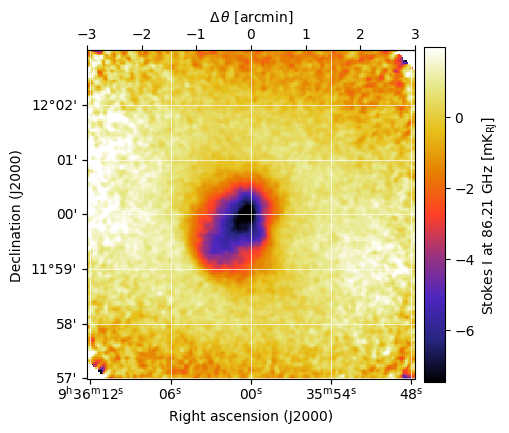 Δθ [arcmin]
−3 −2 −1 0 1 2 3
12°02'
01'
00'
11°59'
58'
57'
9ʰ36ᵐ12ˢ 06ˢ 00ˢ 35ᵐ54ˢ 48ˢ
Right ascension (J2000)
Declination (J2000)
0
−2
−4
−6
Stokes I at 86.21 GHz [mK_RJ]